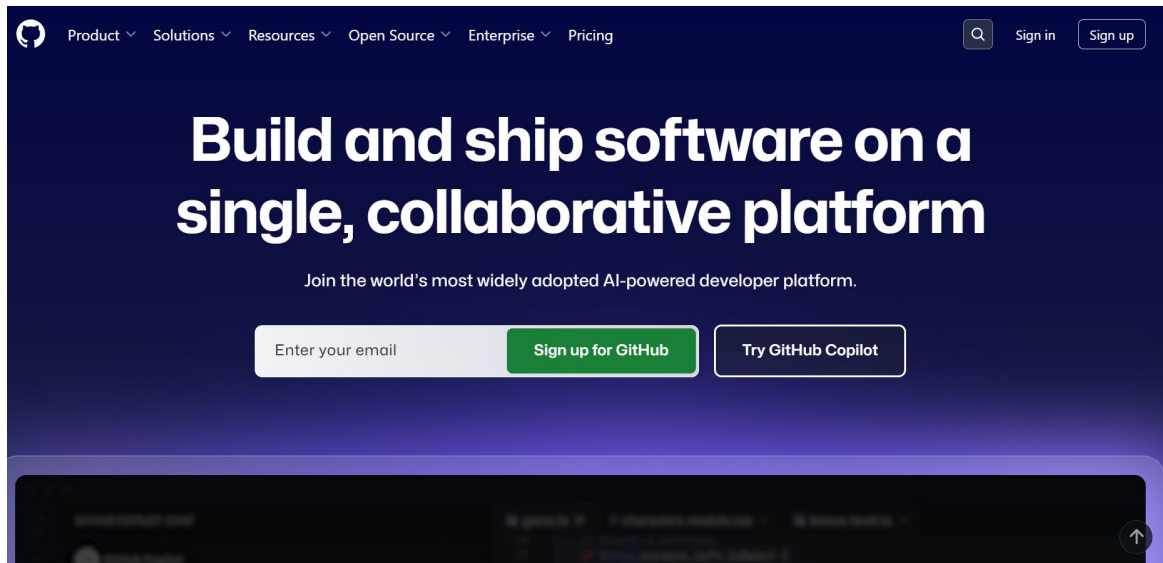 Product Solutions Resources Open Source Enterprise Pricing Sign in Sign up
Build and ship software on a
single, collaborative platform
Join the world’s most widely adopted AI-powered developer platform.
Enter your email Sign up for GitHub Try GitHub Copilot